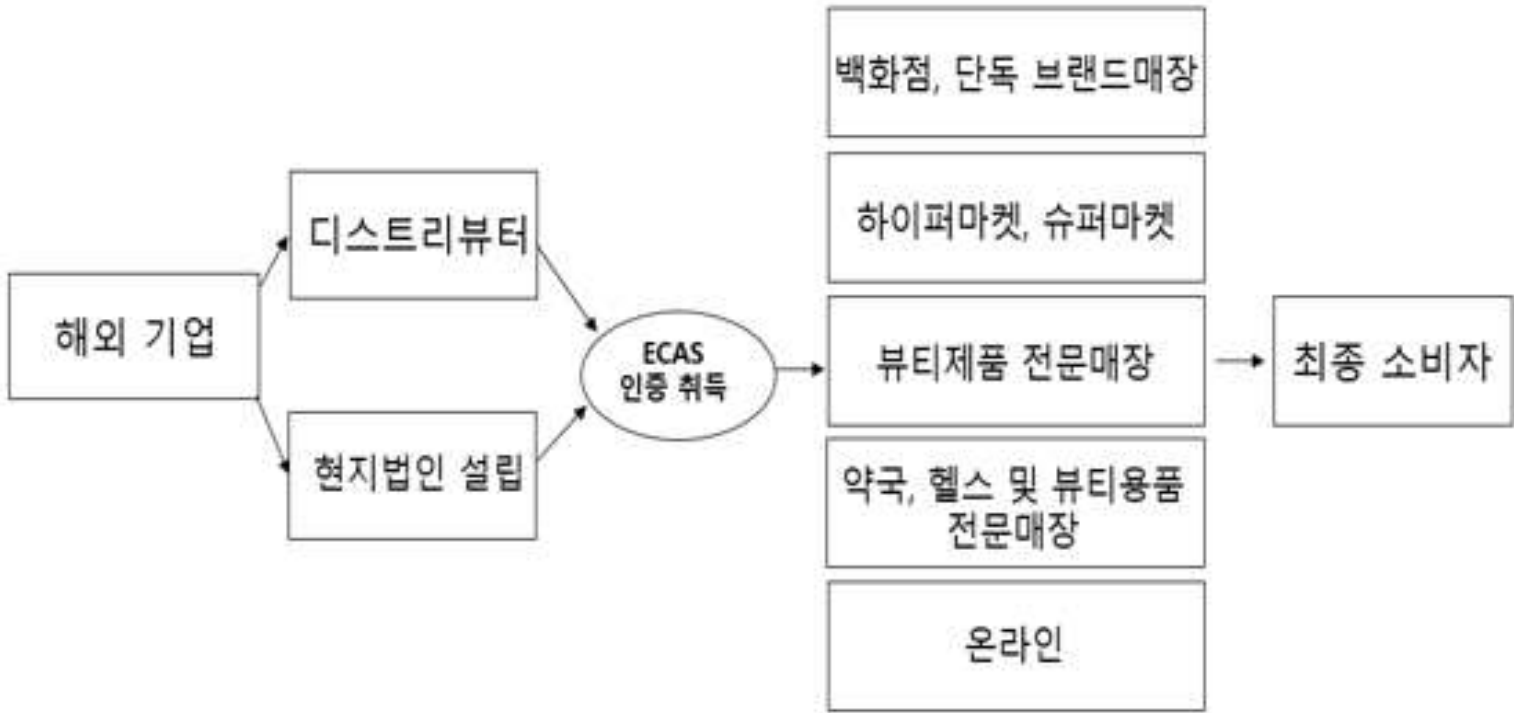 해외 기업
디스트리뷰터
현지법인 설립
ECAS
인증 취득
백화점, 단독 브랜드매장
하이퍼마켓, 슈퍼마켓
뷰티제품 전문매장
약국, 헬스 및 뷰티용품
전문매장
온라인
최종 소비자